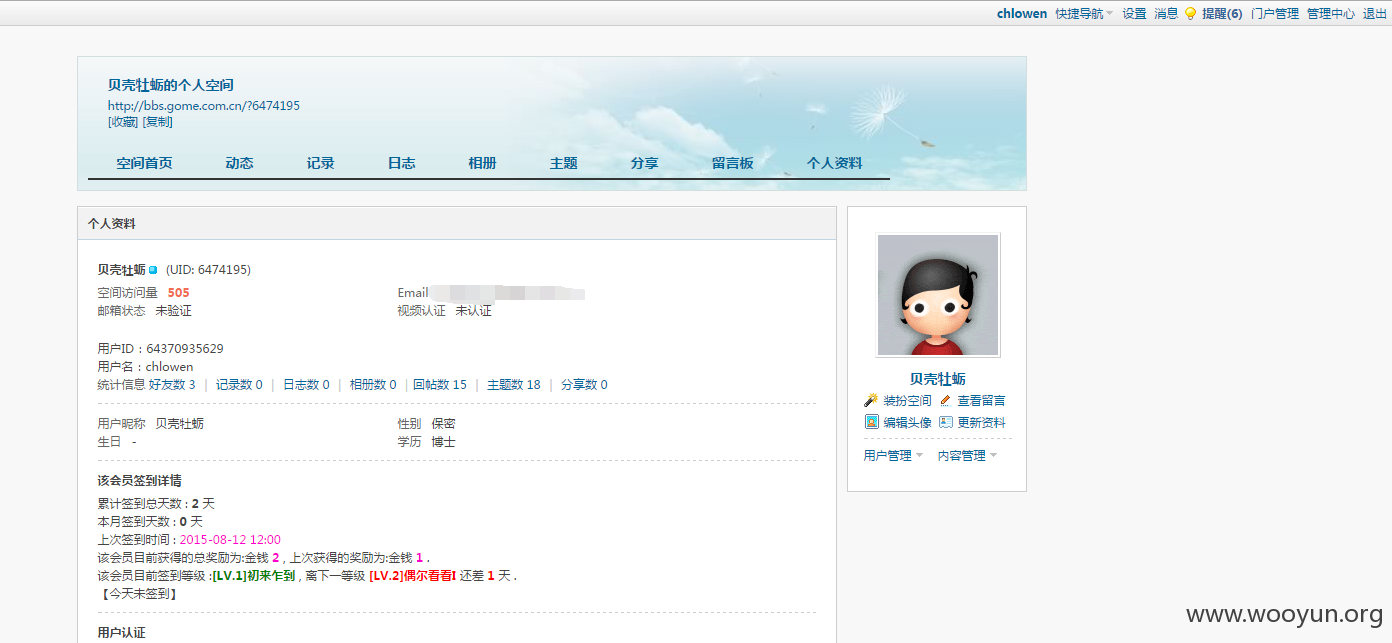 chlowen 快捷导航 设置 消息 提醒(6) 门户管理 管理中心 退出
贝壳牡蛎的个人空间
http://bbs.gome.com.cn/?6474195
[收藏] [复制]
空间首页 动态 记录 日志 相册 主题 分享 留言板 个人资料
个人资料
贝壳牡蛎 (UID: 6474195)
空间访问量 505 Email
邮箱状态 未验证 视频认证 未认证
用户ID：64370935629
用户名：chlowen
统计信息 好友数 3 | 记录数 0 | 日志数 0 | 相册数 0 | 回帖数 15 | 主题数 18 | 分享数 0
用户昵称 贝壳牡蛎 性别 保密
生日 - 学历 博士
该会员签到详情
累计签到总天数 : 2 天
本月签到天数 : 0 天
上次签到时间 : 2015-08-12 12:00
该会员目前获得的总奖励为:金钱 2 , 上次获得的奖励为:金钱 1 .
该会员目前签到等级 :[LV.1]初来乍到 , 离下一等级 [LV.2]偶尔看看I 还差 1 天 .
【今天未签到】
用户认证
贝壳牡蛎
装扮空间 查看留言
编辑头像 更新资料
用户管理 内容管理
www.wooyun.org